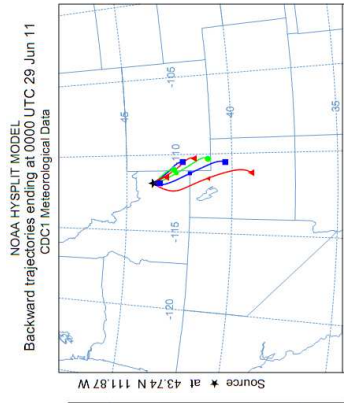 NOAA HYSPLIT MODEL
Backward trajectories ending at 0000 UTC 29 Jun 11
CDC1 Meteorological Data
Source ★ at 43.74 N 111.87 W
45
-105
40
-110
-115
-120